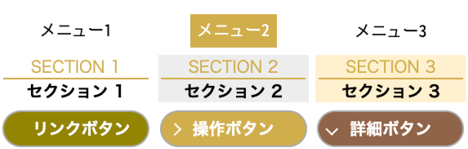 メニュー1 メニュー2 メニュー3
SECTION 1 SECTION 2 SECTION 3
セクション 1 セクション 2 セクション 3
リンクボタン 操作ボタン 詳細ボタン